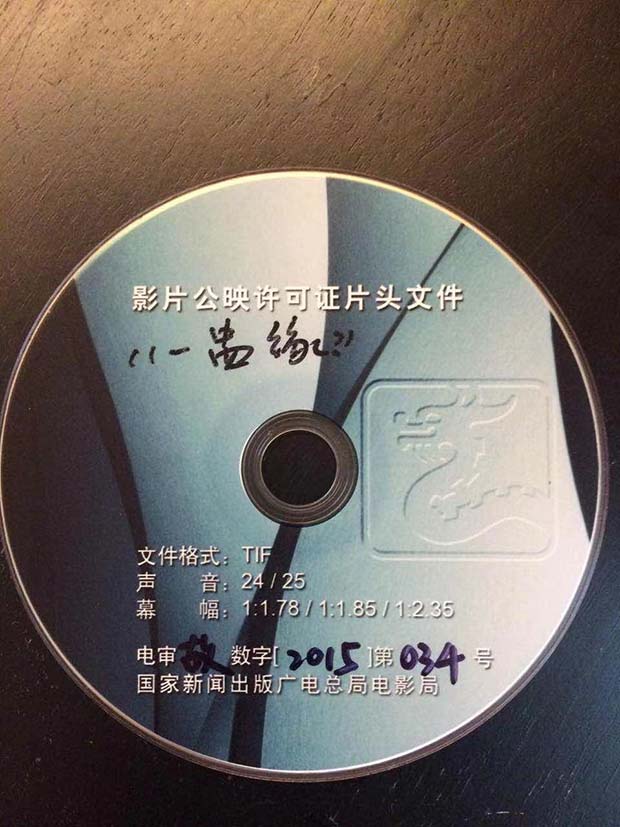 影片公映许可证片头文件
《一 缘》
文件格式：TIF
声 音：24 / 25
幕 幅：1:1.78 / 1:1.85 / 1:2.35
电审故数字[2015]第034号
国家新闻出版广电总局电影局